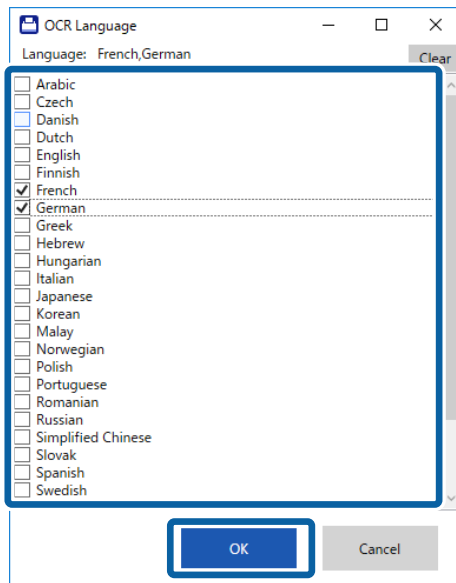 OCR Language
Language: French,German
Clear
Arabic
Czech
Danish
Dutch
English
Finnish
French
German
Greek
Hebrew
Hungarian
Italian
Japanese
Korean
Malay
Norwegian
Polish
Portuguese
Romanian
Russian
Simplified Chinese
Slovak
Spanish
Swedish
OK Cancel